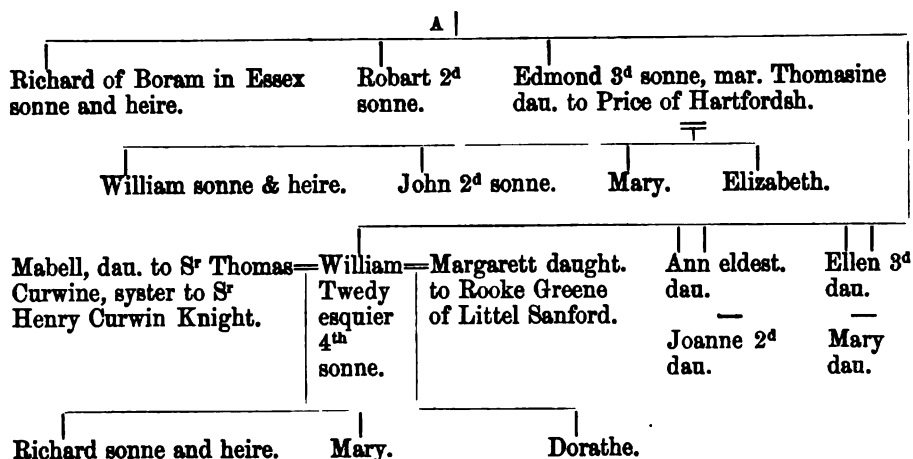 A
Richard of Boram in Essex
sonne and heire.
Robart 2d
sonne.
Edmond 3d sonne, mar. Thomasine
dau. to Price of Hartfordsh.
William sonne & heire.
John 2d sonne.
Mary.
Elizabeth.
Mabell, dau. to Sr Thomas
Curwine, syster to Sr
Henry Curwin Knight.
William
Twedy
esquier
4th
sonne.
Margarett daught.
to Rooke Greene
of Littel Sanford.
Ann eldest.
dau.
Joanne 2d
dau.
Ellen 3d
dau.
Mary
dau.
Richard sonne and heire.
Mary.
Dorathe.